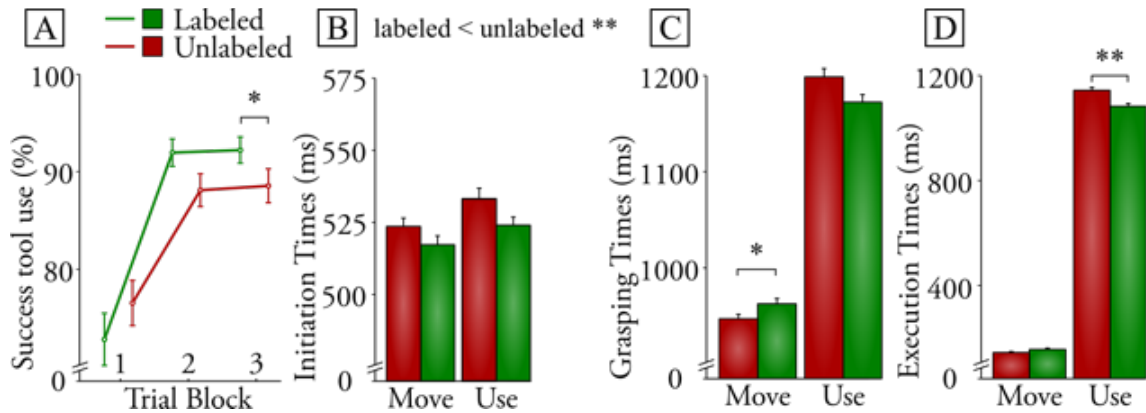 A
Labeled
Unlabeled
Success tool use (%)
100
90
80
0
*
1 2 3
Trial Block
B
labeled < unlabeled **
Initiation Times (ms)
575
550
525
500
0
Move Use
C
Grasping Times (ms)
1200
1100
1000
0
*
Move Use
D
Execution Times (ms)
1200
800
400
0
**
Move Use